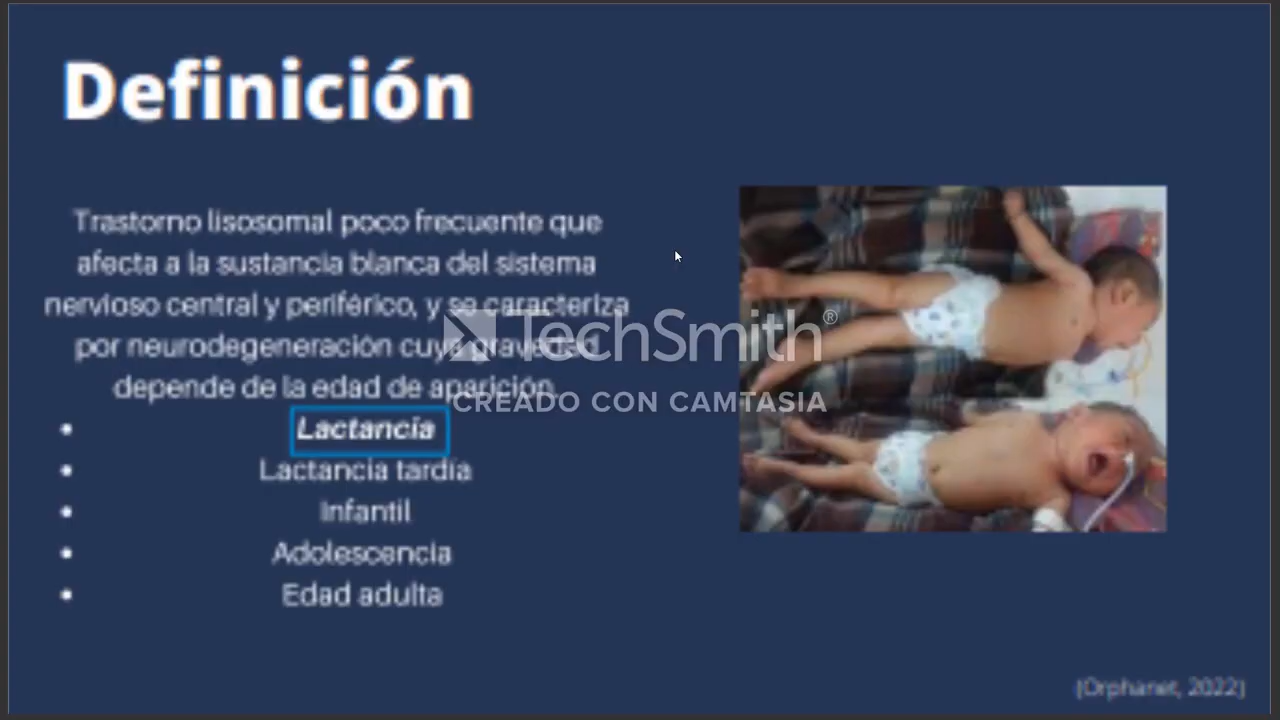 Definición
Trastorno lisosomal poco frecuente que
afecta a la sustancia blanca del sistema
nervioso central y periférico, y se caracteriza
por neurodegeneración cuya gravedad
depende de la edad de aparición.
• Lactancia
• Lactancia tardía
• Infantil
• Adolescencia
• Edad adulta
TechSmith®
CREADO CON CAMTASIA
(Orphanet, 2022)